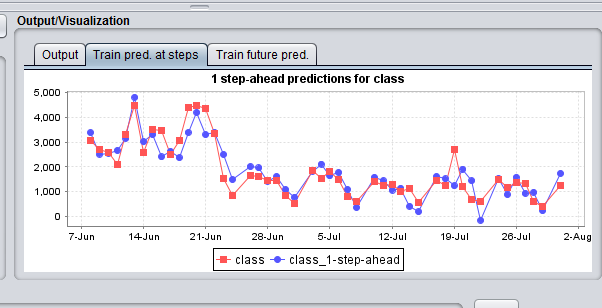 Output/Visualization
Output Train pred. at steps Train future pred.
1 step-ahead predictions for class
5,000
4,000
3,000
2,000
1,000
0
7-Jun 14-Jun 21-Jun 28-Jun 5-Jul 12-Jul 19-Jul 26-Jul 2-Aug
class class_1-step-ahead